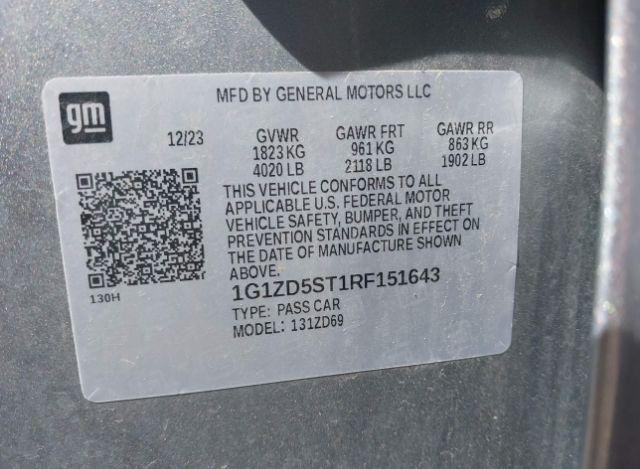 gm
MFD BY GENERAL MOTORS LLC
12/23 GVWR GAWR FRT GAWR RR
1823 KG 961 KG 863 KG
4020 LB 2118 LB 1902 LB
THIS VEHICLE CONFORMS TO ALL
APPLICABLE U.S. FEDERAL MOTOR
VEHICLE SAFETY, BUMPER, AND THEFT
PREVENTION STANDARDS IN EFFECT ON
THE DATE OF MANUFACTURE SHOWN
ABOVE.
130H
1G1ZD5ST1RF151643
TYPE: PASS CAR
MODEL: 131ZD69